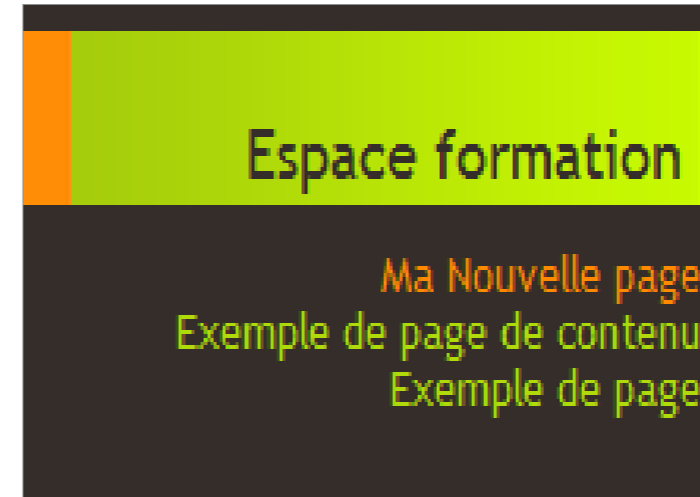 Espace formation
Ma Nouvelle page
Exemple de page de contenu
Exemple de page